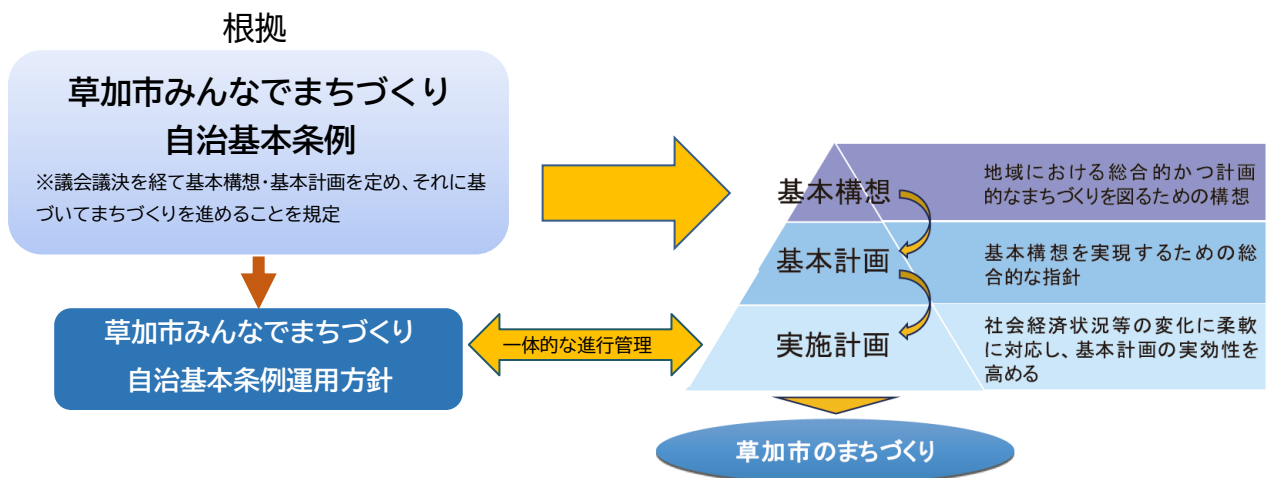 根拠
草加市みんなでまちづくり
自治基本条例
※議会議決を経て基本構想・基本計画を定め、それに基
づいてまちづくりを進めることを規定
草加市みんなでまちづくり
自治基本条例運用方針
一体的な進行管理
基本構想
地域における総合的かつ計画
的なまちづくりを図るための構想
基本計画
基本構想を実現するための総
合的な指針
実施計画
社会経済状況等の変化に柔軟
に対応し、基本計画の実効性を
高める
草加市のまちづくり